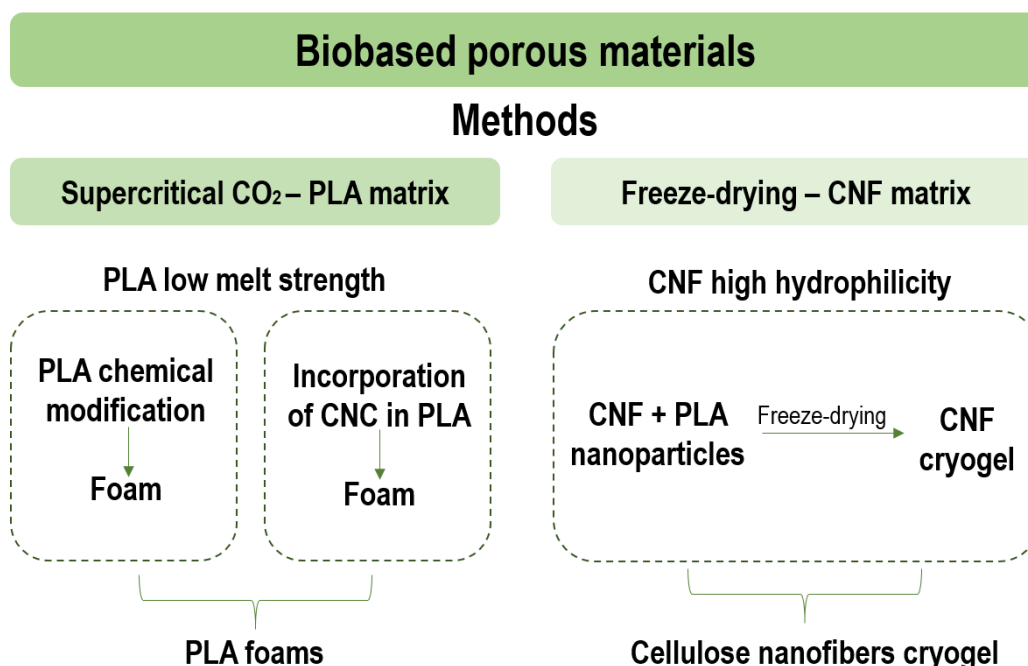 Biobased porous materials
Methods
Supercritical CO₂ – PLA matrix
Freeze-drying – CNF matrix
PLA low melt strength
CNF high hydrophilicity
PLA chemical
modification
Foam
Incorporation
of CNC in PLA
Foam
CNF + PLA
nanoparticles
Freeze-drying
CNF
cryogel
PLA foams
Cellulose nanofibers cryogel